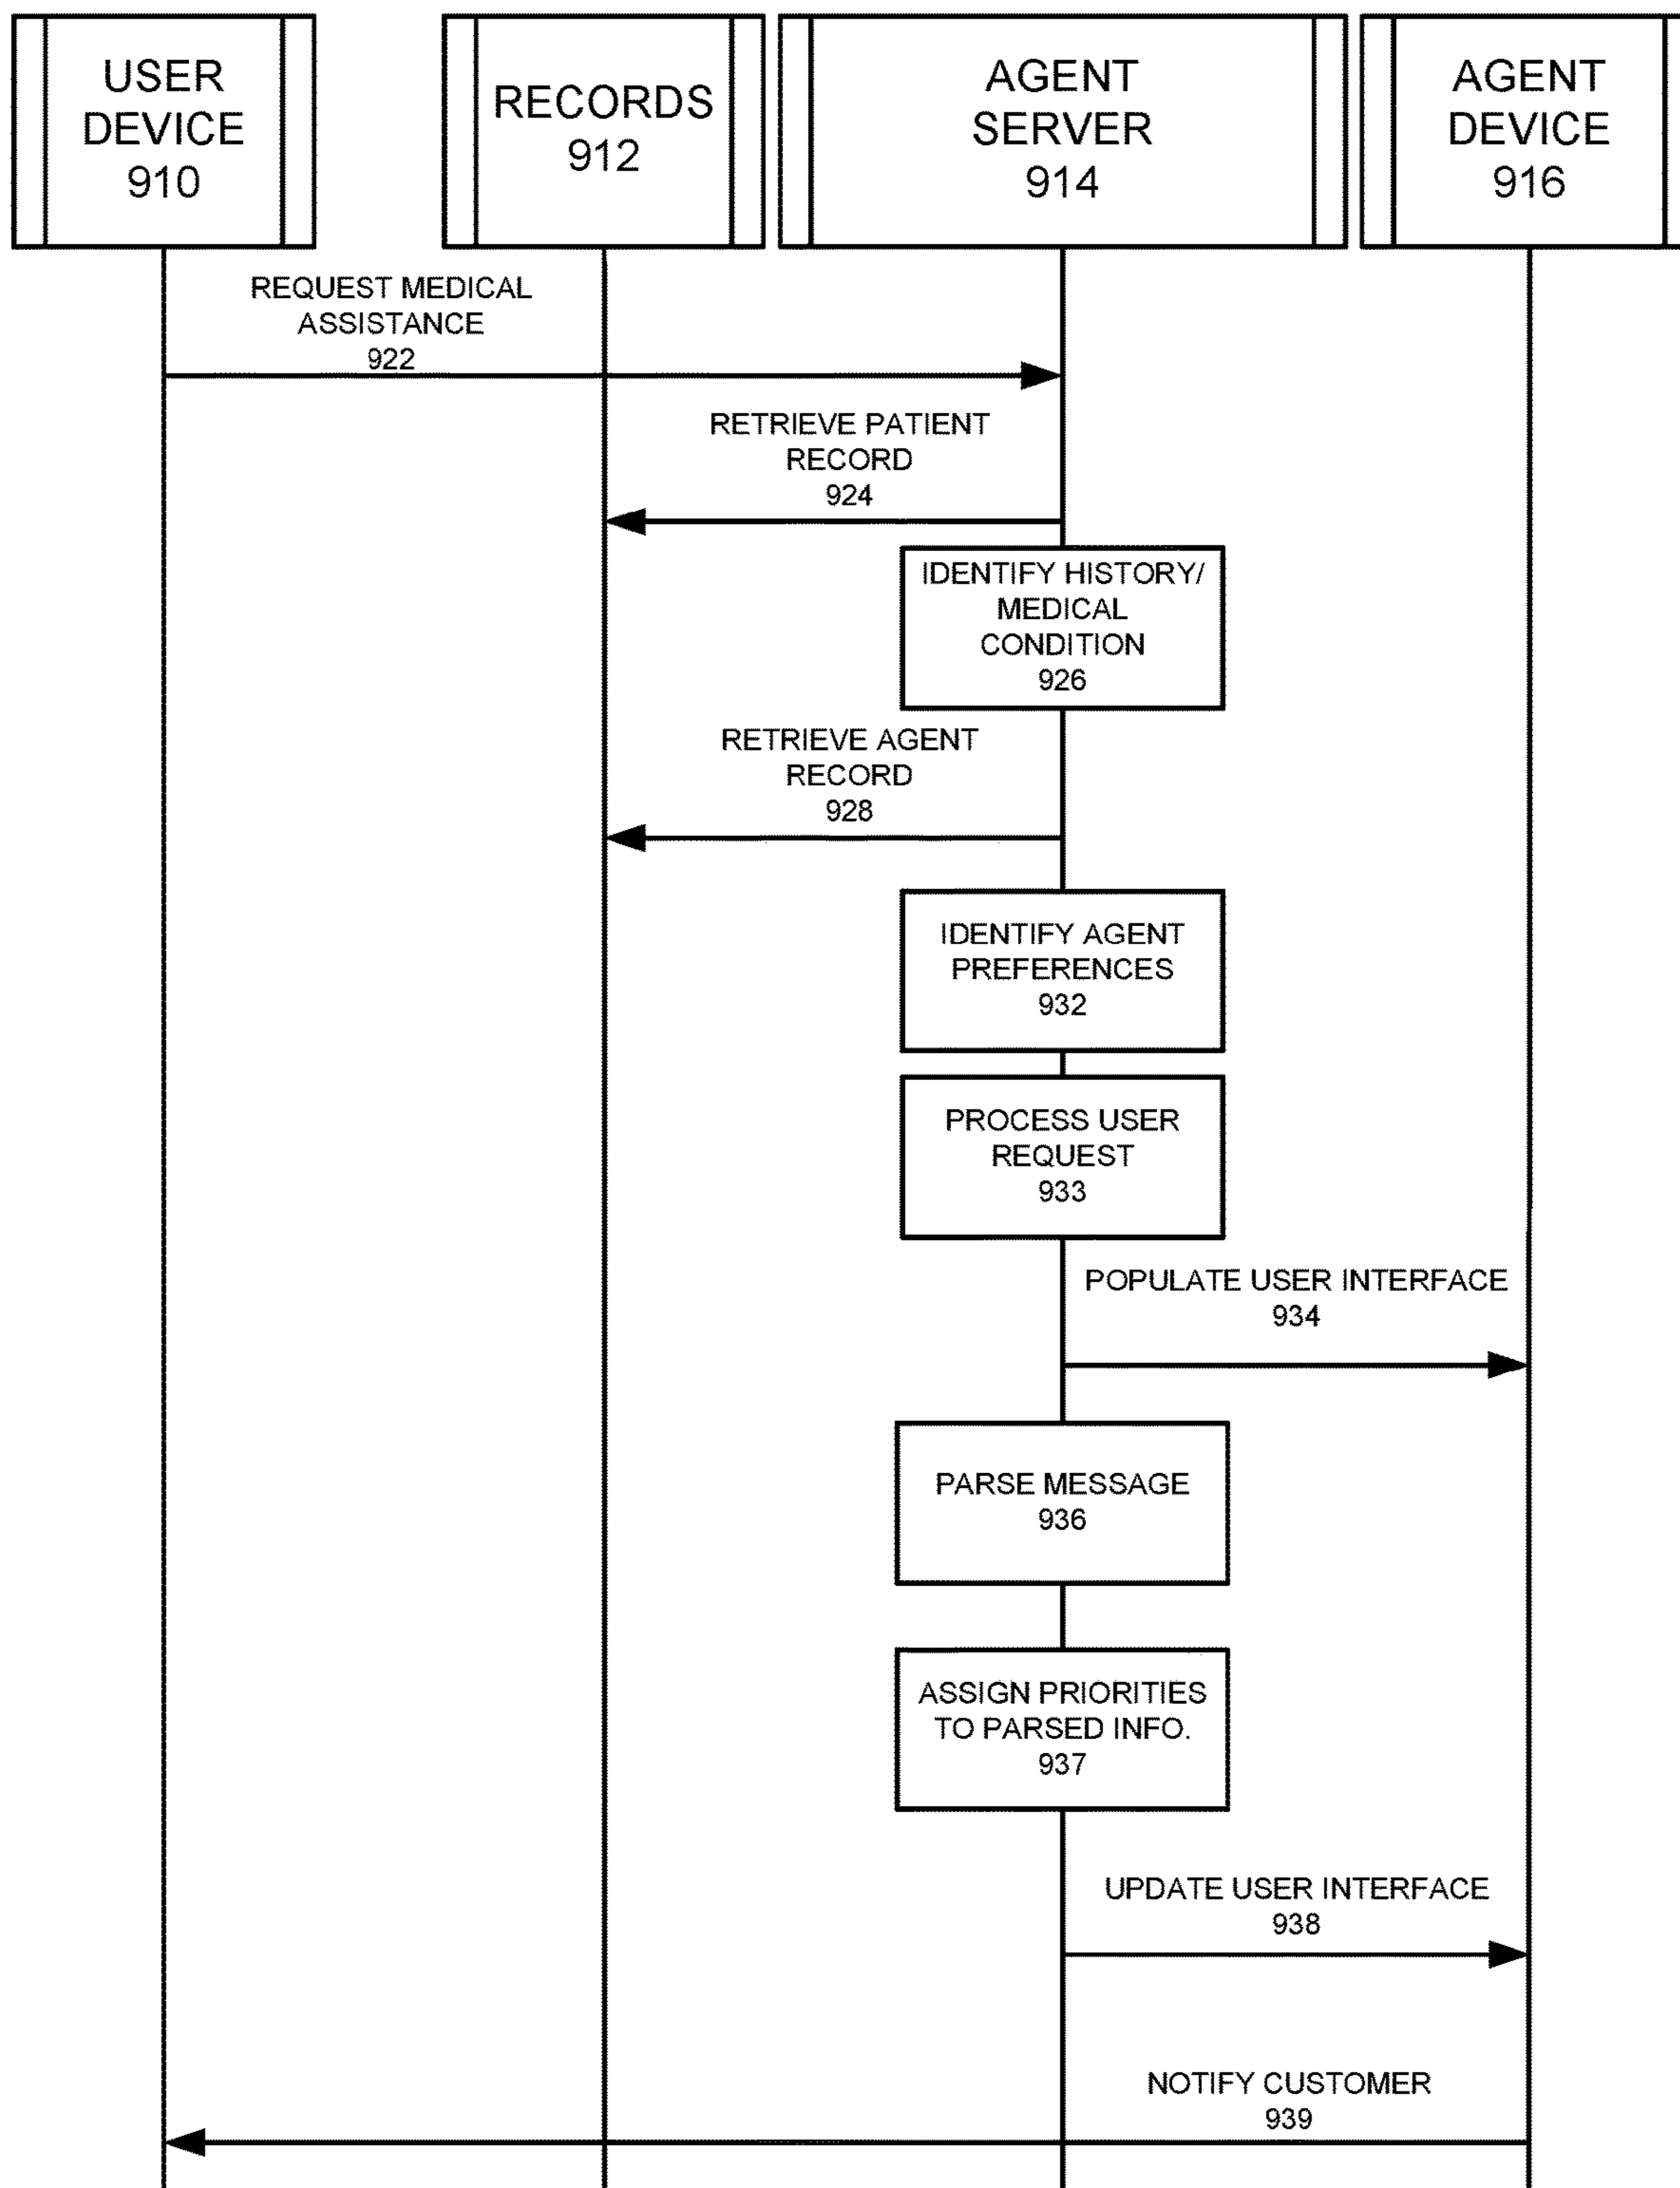 USER
DEVICE
910
RECORDS
912
AGENT
SERVER
914
AGENT
DEVICE
916
REQUEST MEDICAL
ASSISTANCE
922
RETRIEVE PATIENT
RECORD
924
IDENTIFY HISTORY/
MEDICAL
CONDITION
926
RETRIEVE AGENT
RECORD
928
IDENTIFY AGENT
PREFERENCES
932
PROCESS USER
REQUEST
933
POPULATE USER INTERFACE
934
PARSE MESSAGE
936
ASSIGN PRIORITIES
TO PARSED INFO.
937
UPDATE USER INTERFACE
938
NOTIFY CUSTOMER
939